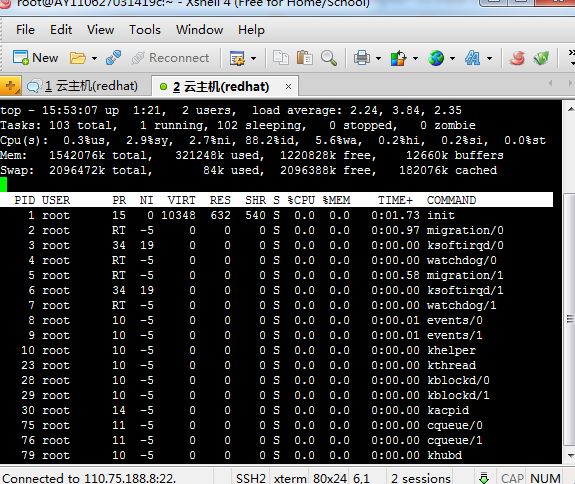 root@AY110627031419c:~ - Xshell 4 (Free for Home/School)
File Edit View Tools Window Help
New Reconnect
1 云主机(redhat) 2 云主机(redhat)
top - 15:53:07 up 1:21, 2 users, load average: 2.24, 3.84, 2.35
Tasks: 103 total, 1 running, 102 sleeping, 0 stopped, 0 zombie
Cpu(s): 0.3%us, 2.9%sy, 2.7%ni, 88.2%id, 5.6%wa, 0.2%hi, 0.2%si, 0.0%st
Mem: 1542076k total, 321248k used, 1220828k free, 12660k buffers
Swap: 2096472k total, 84k used, 2096388k free, 182076k cached
PID USER PR NI VIRT RES SHR S %CPU %MEM TIME+ COMMAND
1 root 15 0 10348 632 540 S 0.0 0.0 0:01.73 init
2 root RT -5 0 0 0 S 0.0 0.0 0:00.97 migration/0
3 root 34 19 0 0 0 S 0.0 0.0 0:00.00 ksoftirqd/0
4 root RT -5 0 0 0 S 0.0 0.0 0:00.00 watchdog/0
5 root RT -5 0 0 0 S 0.0 0.0 0:00.58 migration/1
6 root 34 19 0 0 0 S 0.0 0.0 0:00.00 ksoftirqd/1
7 root RT -5 0 0 0 S 0.0 0.0 0:00.00 watchdog/1
8 root 10 -5 0 0 0 S 0.0 0.0 0:00.01 events/0
9 root 10 -5 0 0 0 S 0.0 0.0 0:00.01 events/1
10 root 10 -5 0 0 0 S 0.0 0.0 0:00.00 khelper
23 root 10 -5 0 0 0 S 0.0 0.0 0:00.00 kthread
28 root 10 -5 0 0 0 S 0.0 0.0 0:00.00 kblockd/0
29 root 10 -5 0 0 0 S 0.0 0.0 0:00.00 kblockd/1
30 root 14 -5 0 0 0 S 0.0 0.0 0:00.00 kacpid
75 root 11 -5 0 0 0 S 0.0 0.0 0:00.00 cqueue/0
76 root 11 -5 0 0 0 S 0.0 0.0 0:00.00 cqueue/1
79 root 10 -5 0 0 0 S 0.0 0.0 0:00.00 khubd
Connected to 110.75.188.8:22. SSH2 xterm 80x24 6,1 2 sessions CAP NUM